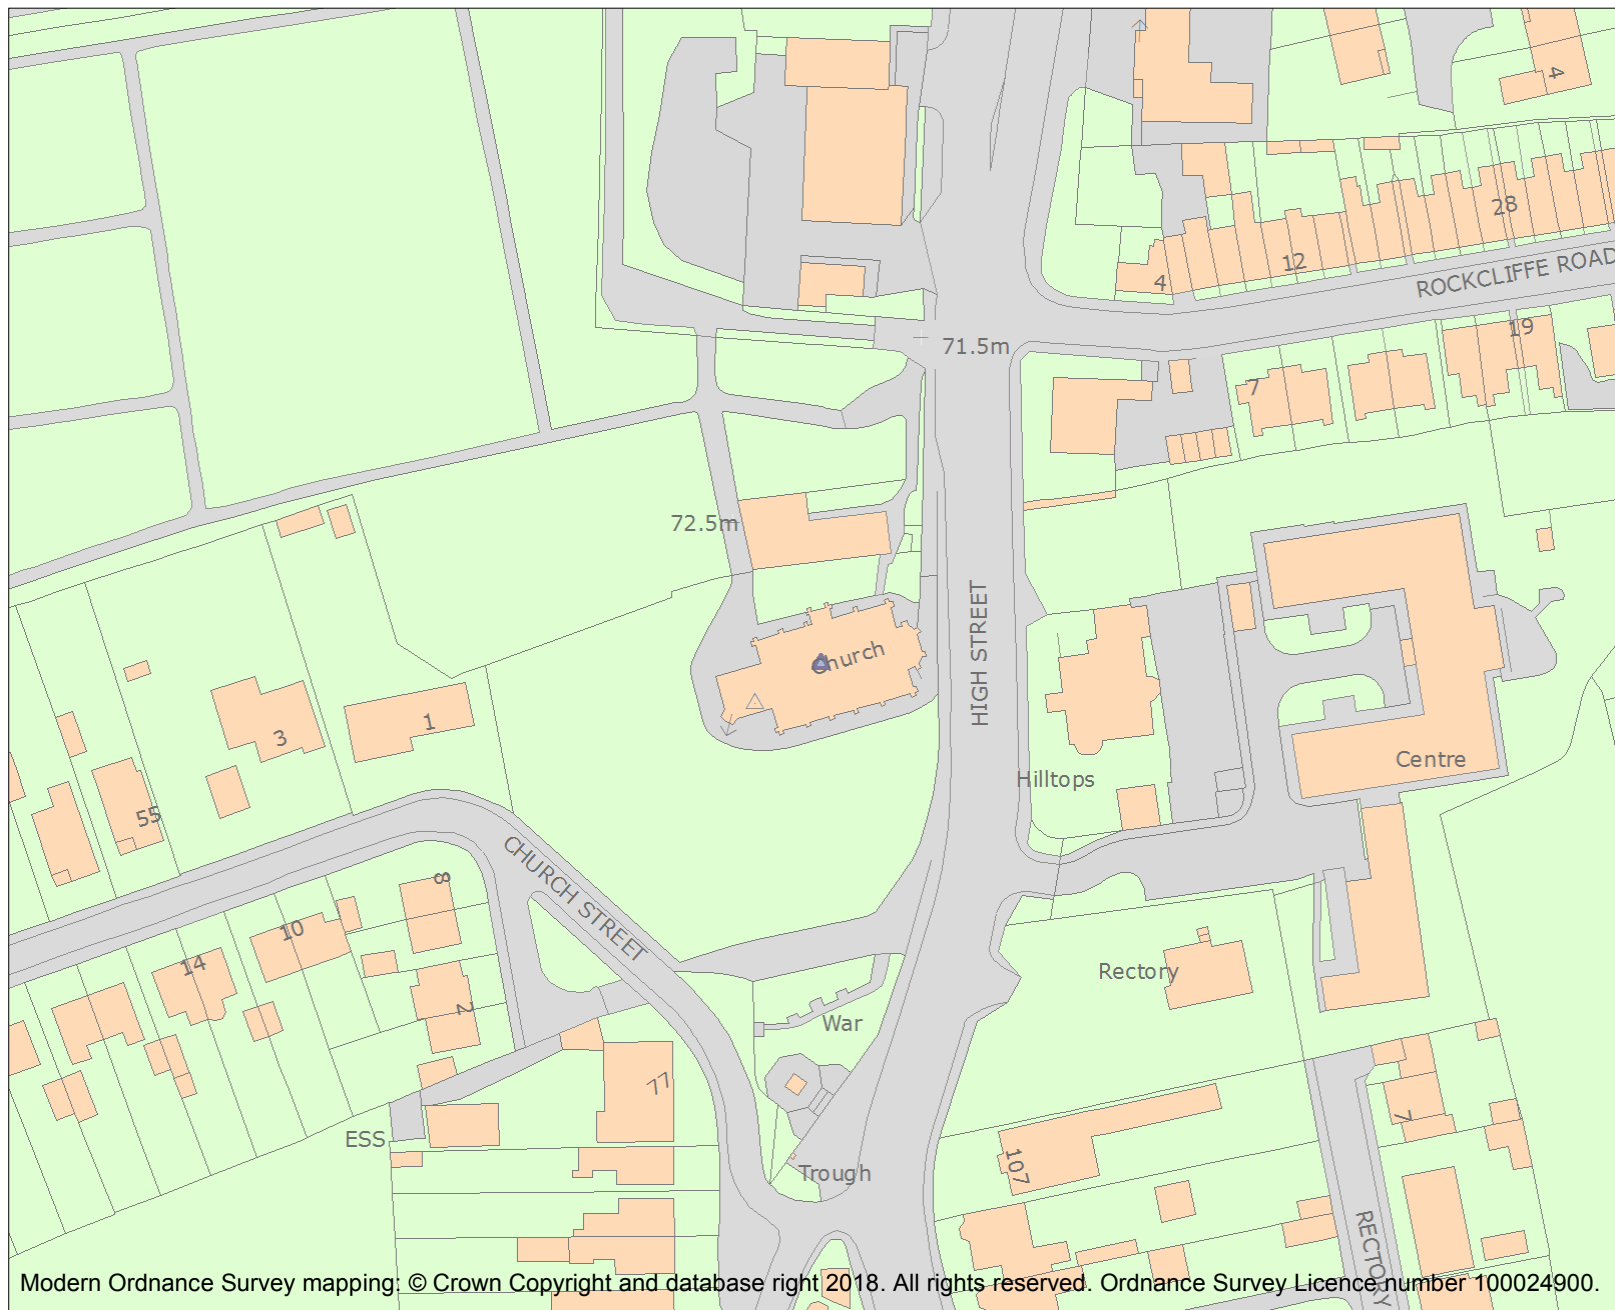 4
28
12
4
ROCKCLIFFE ROAD
19
71.5m
7
72.5m
HIGH STREET
Church
1
3
Centre
Hilltops
55
CHURCH STREET
8
10
14
Rectory
2
War
77
7
ESS
107
Trough
RECTORY
Modern Ordnance Survey mapping: © Crown Copyright and database right 2018. All rights reserved. Ordnance Survey Licence number 100024900.